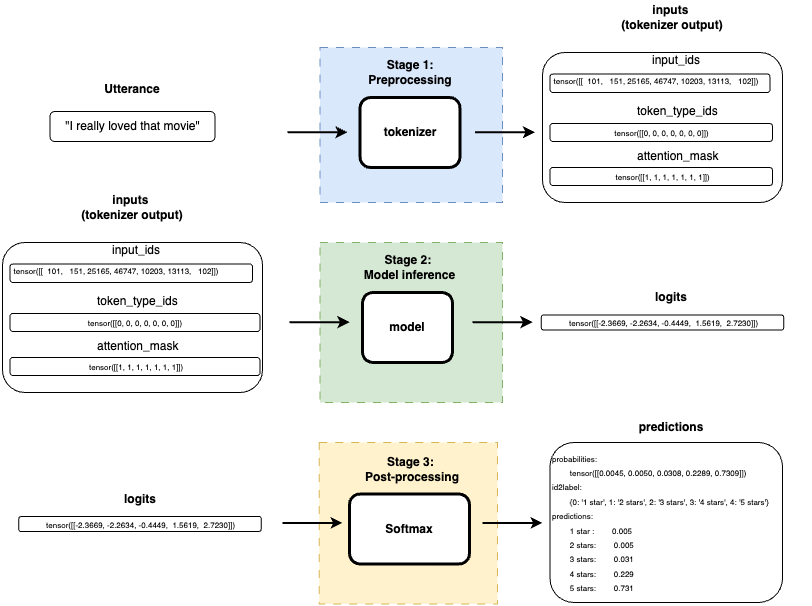 inputs
(tokenizer output)
Utterance
"I really loved that movie"
Stage 1:
Preprocessing
tokenizer
input_ids
tensor([[ 101, 151, 25165, 46747, 10203, 13113, 102]])
token_type_ids
tensor([[0, 0, 0, 0, 0, 0, 0]])
attention_mask
tensor([[1, 1, 1, 1, 1, 1, 1]])
inputs
(tokenizer output)
input_ids
tensor([[ 101, 151, 25165, 46747, 10203, 13113, 102]])
token_type_ids
tensor([[0, 0, 0, 0, 0, 0, 0]])
attention_mask
tensor([[1, 1, 1, 1, 1, 1, 1]])
Stage 2:
Model inference
model
logits
tensor([[-2.3669, -2.2634, -0.4449, 1.5619, 2.7230]])
logits
tensor([[-2.3669, -2.2634, -0.4449, 1.5619, 2.7230]])
Stage 3:
Post-processing
Softmax
predictions
probabilities:
tensor([[0.0045, 0.0050, 0.0308, 0.2289, 0.7309]])
id2label:
{0: '1 star', 1: '2 stars', 2: '3 stars', 3: '4 stars', 4: '5 stars'}
predictions:
1 star : 0.005
2 stars: 0.005
3 stars: 0.031
4 stars: 0.229
5 stars: 0.731